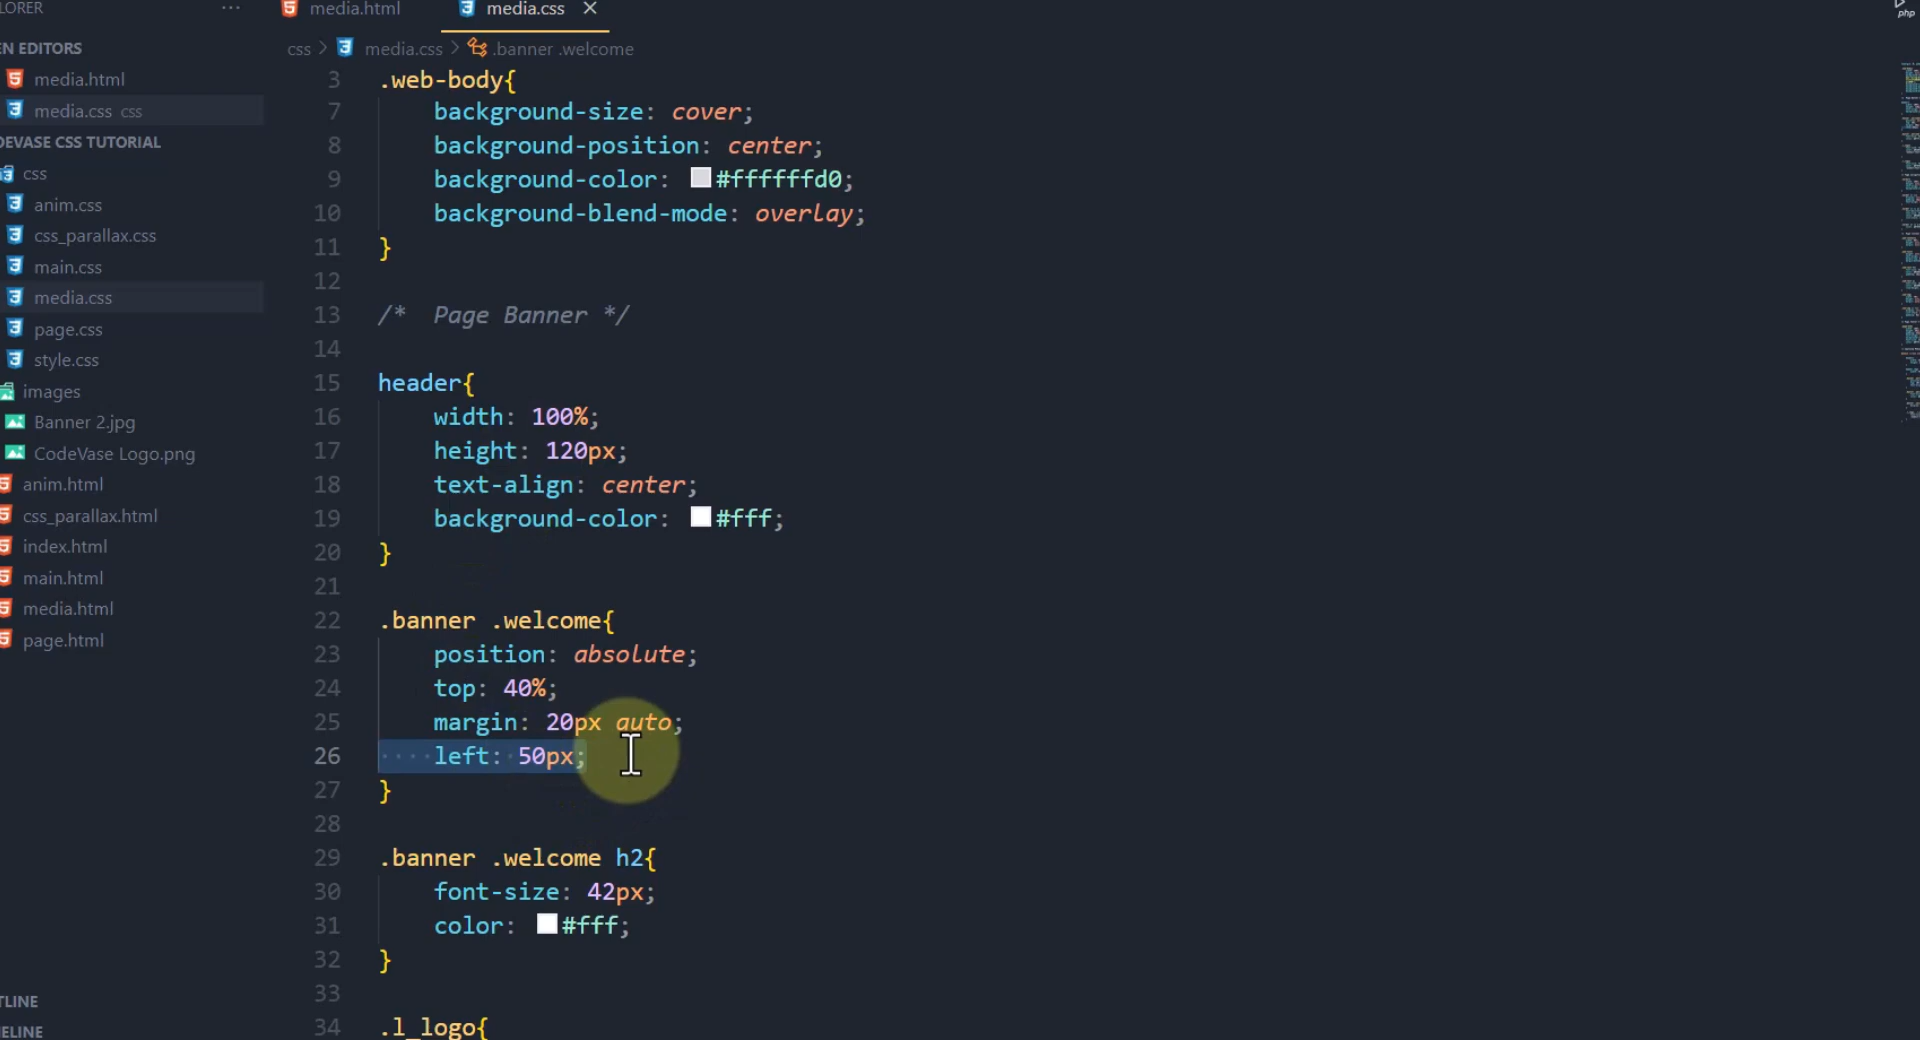 LORER ···
media.html media.css
php
css > media.css > .banner .welcome
EN EDITORS
media.html
media.css css
DEVASE CSS TUTORIAL
css
anim.css
css_parallax.css
main.css
media.css
page.css
style.css
images
Banner 2.jpg
CodeVase Logo.png
anim.html
css_parallax.html
index.html
main.html
media.html
page.html
TLINE
MELINE
3 .web-body{
7 background-size: cover;
8 background-position: center;
9 background-color: #ffffffd0;
10 background-blend-mode: overlay;
11 }
12
13 /*  Page Banner */
14
15 header{
16 width: 100%;
17 height: 120px;
18 text-align: center;
19 background-color: #fff;
20 }
21
22 .banner .welcome{
23 position: absolute;
24 top: 40%;
25 margin: 20px auto;
26 left: 50px;
27 }
28
29 .banner .welcome h2{
30 font-size: 42px;
31 color: #fff;
32 }
33
34 .l_logo{